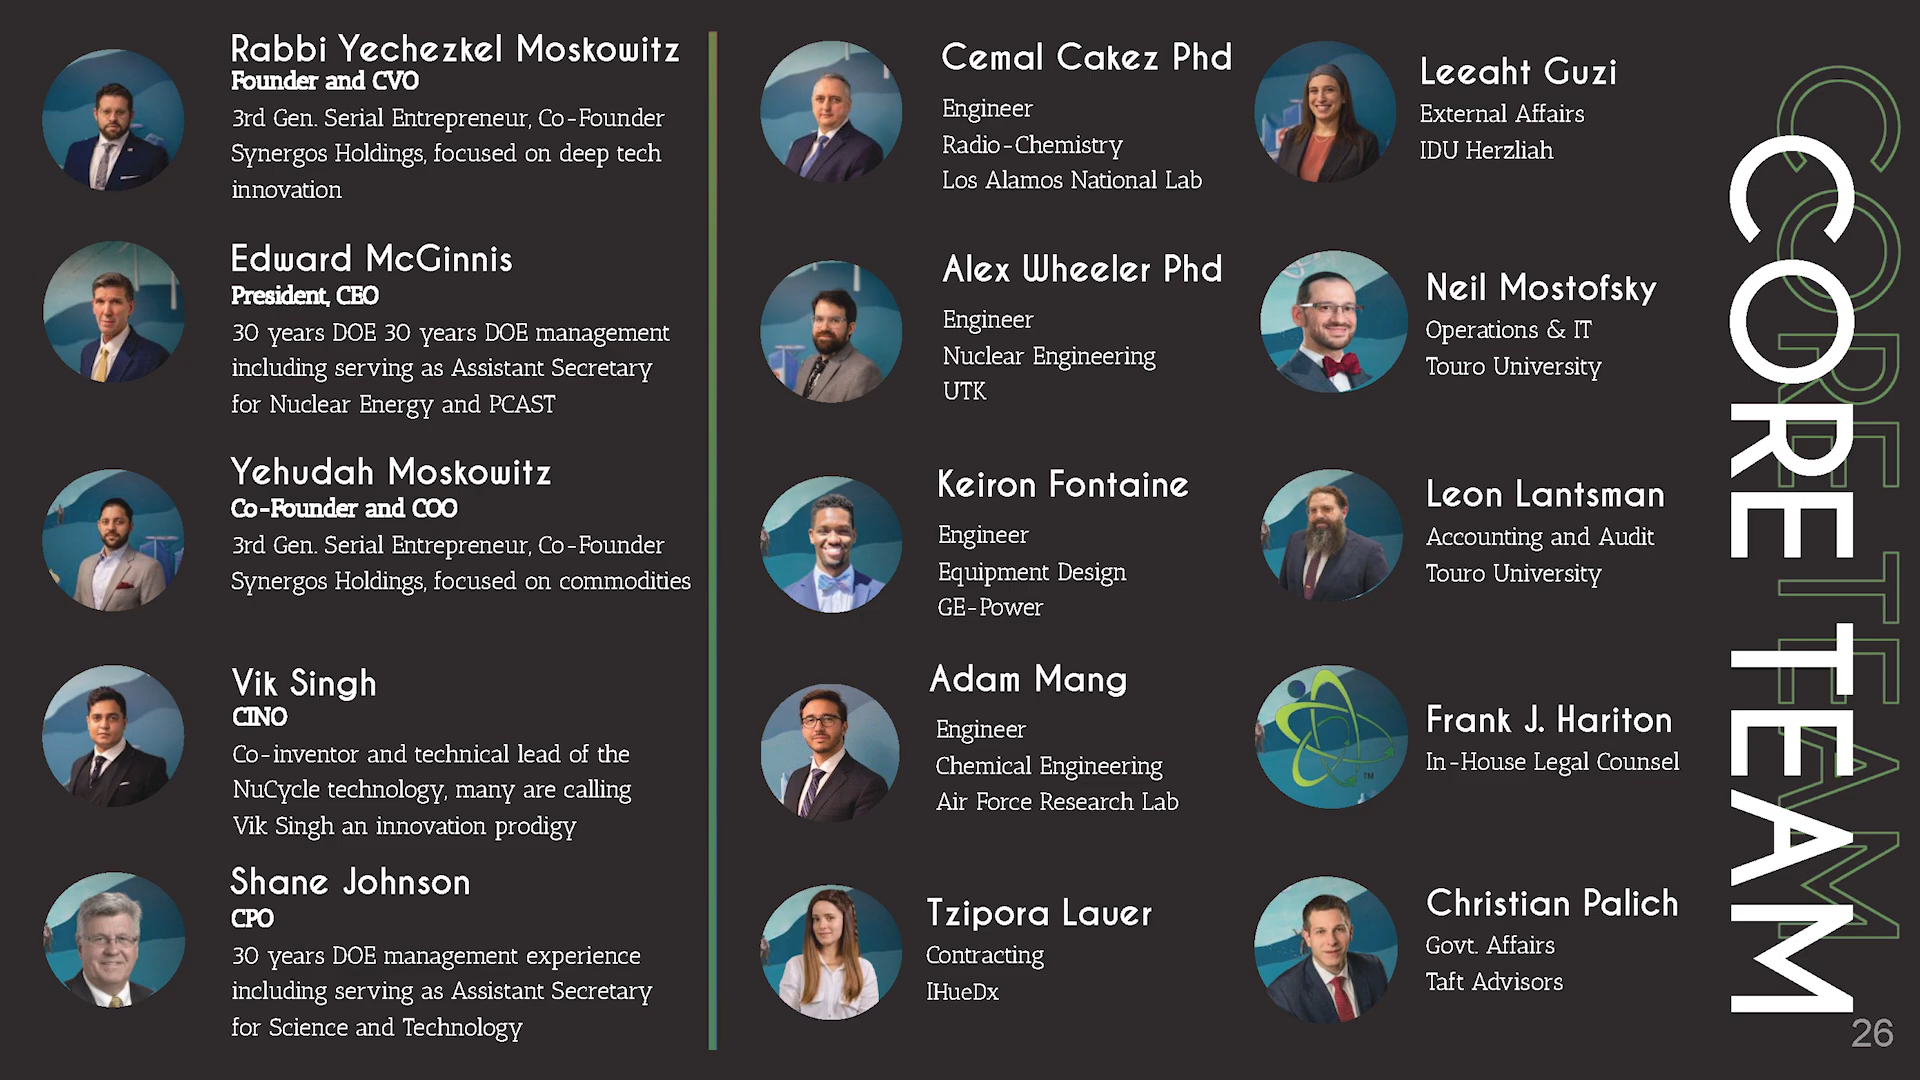 Rabbi Yechezkel Moskowitz
Founder and CVO
3rd Gen. Serial Entrepreneur, Co-Founder
Synergos Holdings, focused on deep tech
innovation
Edward McGinnis
President, CEO
30 years DOE 30 years DOE management
including serving as Assistant Secretary
for Nuclear Energy and PCAST
Yehudah Moskowitz
Co-Founder and COO
3rd Gen. Serial Entrepreneur, Co-Founder
Synergos Holdings, focused on commodities
Vik Singh
CINO
Co-inventor and technical lead of the
NuCycle technology, many are calling
Vik Singh an innovation prodigy
Shane Johnson
CPO
30 years DOE management experience
including serving as Assistant Secretary
for Science and Technology
Cemal Cakez Phd
Engineer
Radio-Chemistry
Los Alamos National Lab
Alex Wheeler Phd
Engineer
Nuclear Engineering
UTK
Keiron Fontaine
Engineer
Equipment Design
GE-Power
Adam Mang
Engineer
Chemical Engineering
Air Force Research Lab
Tzipora Lauer
Contracting
IHueDx
Leeaht Guzi
External Affairs
IDU Herzliah
Neil Mostofsky
Operations & IT
Touro University
Leon Lantsman
Accounting and Audit
Touro University
TM
Frank J. Hariton
In-House Legal Counsel
Christian Palich
Govt. Affairs
Taft Advisors
CORE TEAM
CORE TEAM
26